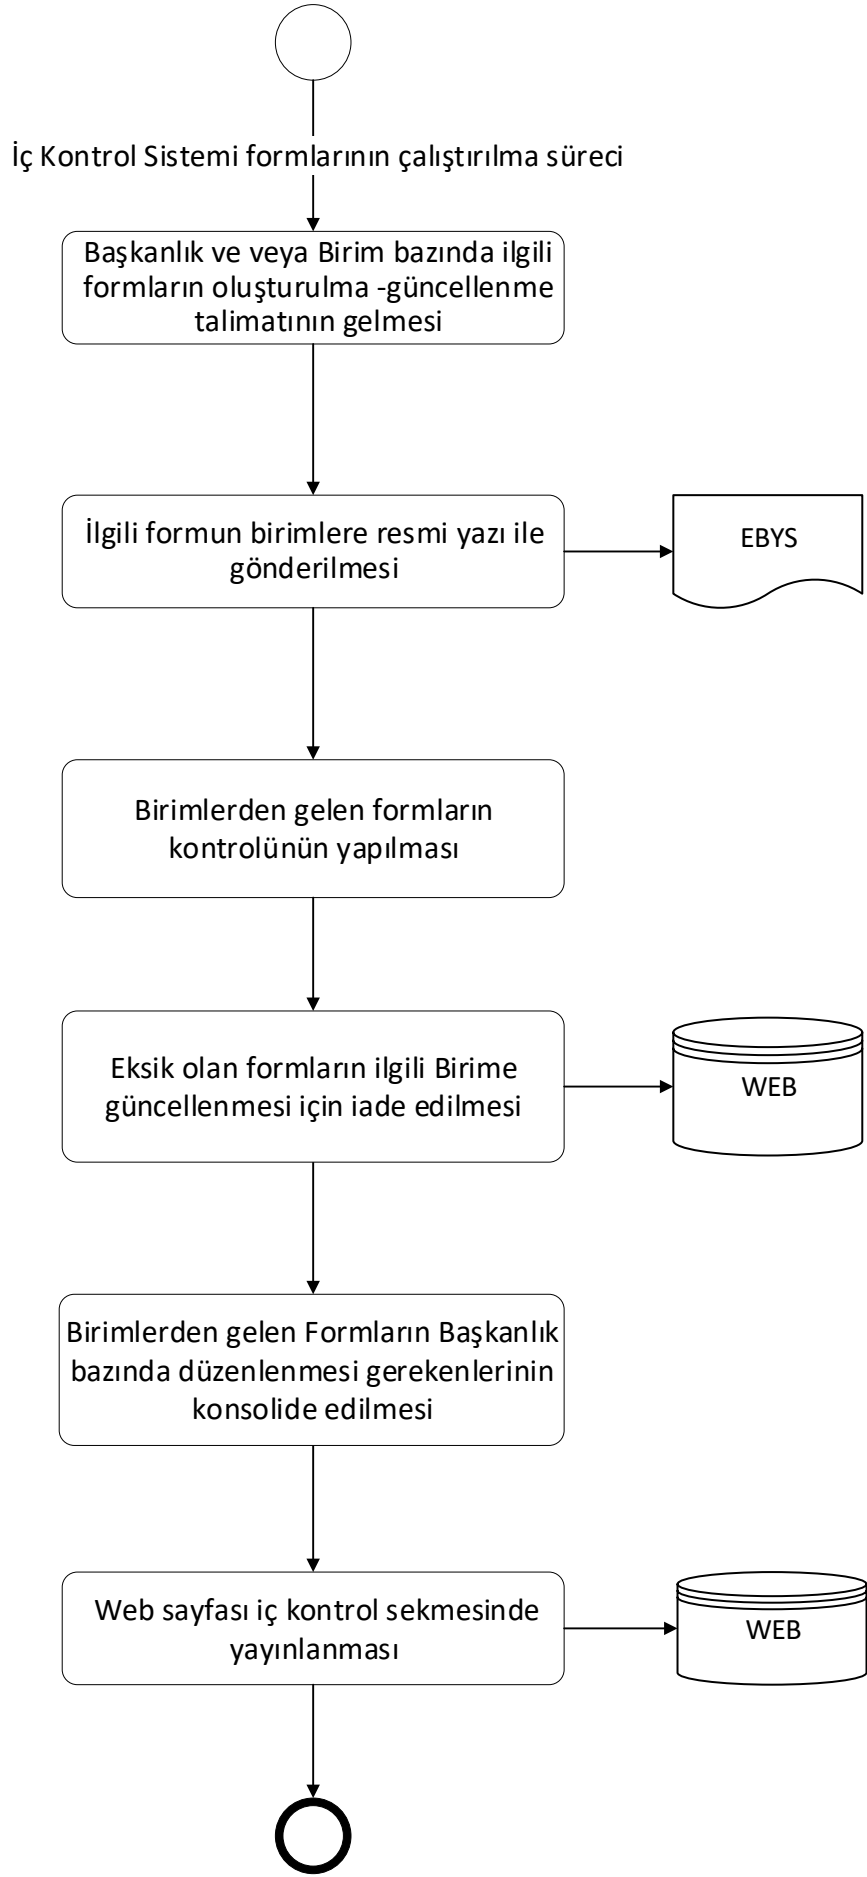 İç Kontrol Sistemi formlarının çalıştırılma süreci
Başkanlık ve veya Birim bazında ilgili
formların oluşturulma -güncellenme
talimatının gelmesi
İlgili formun birimlere resmi yazı ile
gönderilmesi
EBYS
Birimlerden gelen formların
kontrolünün yapılması
Eksik olan formların ilgili Birime
güncellenmesi için iade edilmesi
WEB
Birimlerden gelen Formların Başkanlık
bazında düzenlenmesi gerekenlerinin
konsolide edilmesi
Web sayfası iç kontrol sekmesinde
yayınlanması
WEB